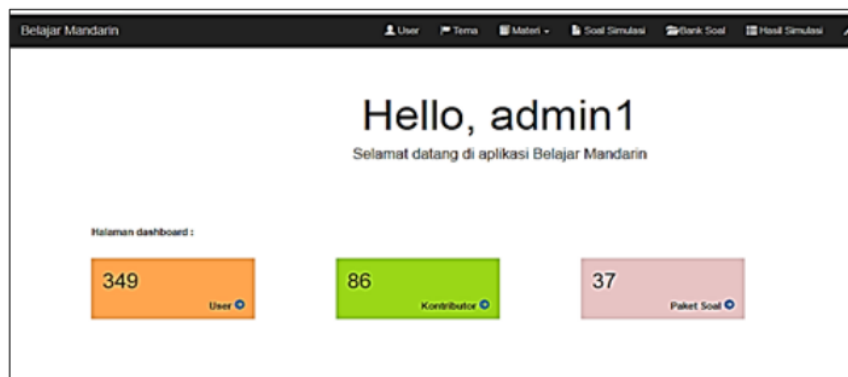 Belajar Mandarin User Tema Materi Soal Simulasi Bank Soal Hasil Simulasi
Hello, admin1
Selamat datang di aplikasi Belajar Mandarin
Halaman dashboard :
349 86 37
User Kontributor Paket Soal